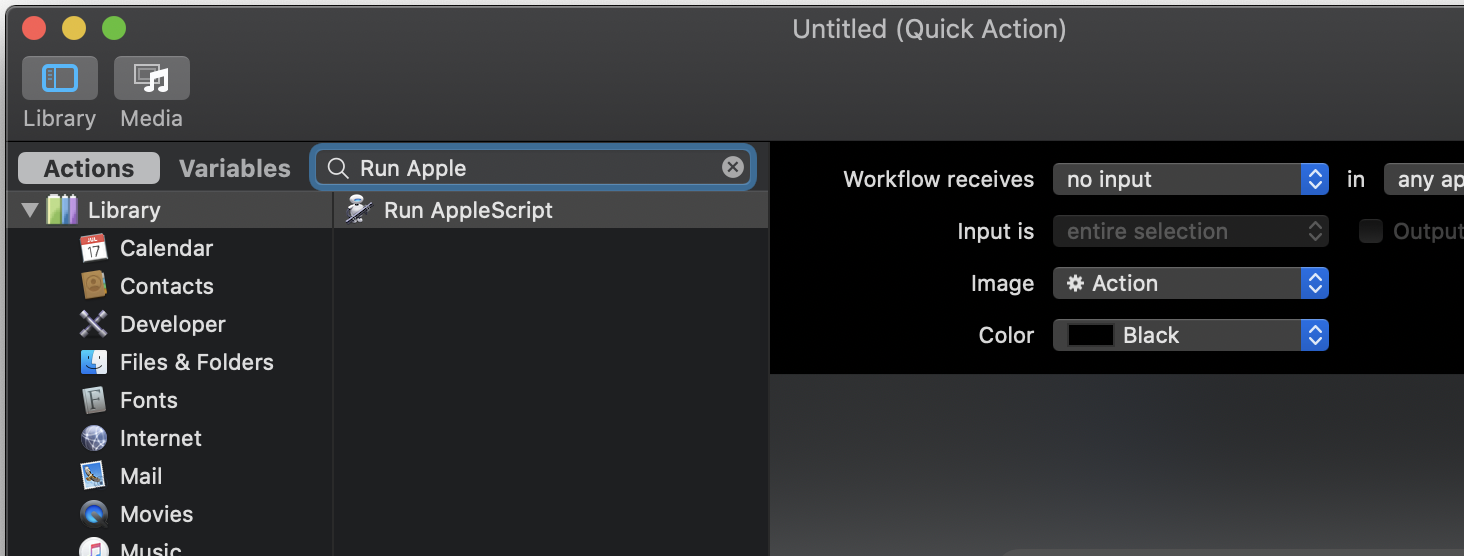 Untitled (Quick Action)
Library Media
Actions Variables Run Apple
Library
Calendar
Contacts
Developer
Files & Folders
Fonts
Internet
Mail
Movies
Music
Run AppleScript
Workflow receives no input in any ap
Input is entire selection Output
Image Action
Color Black
JUL
17